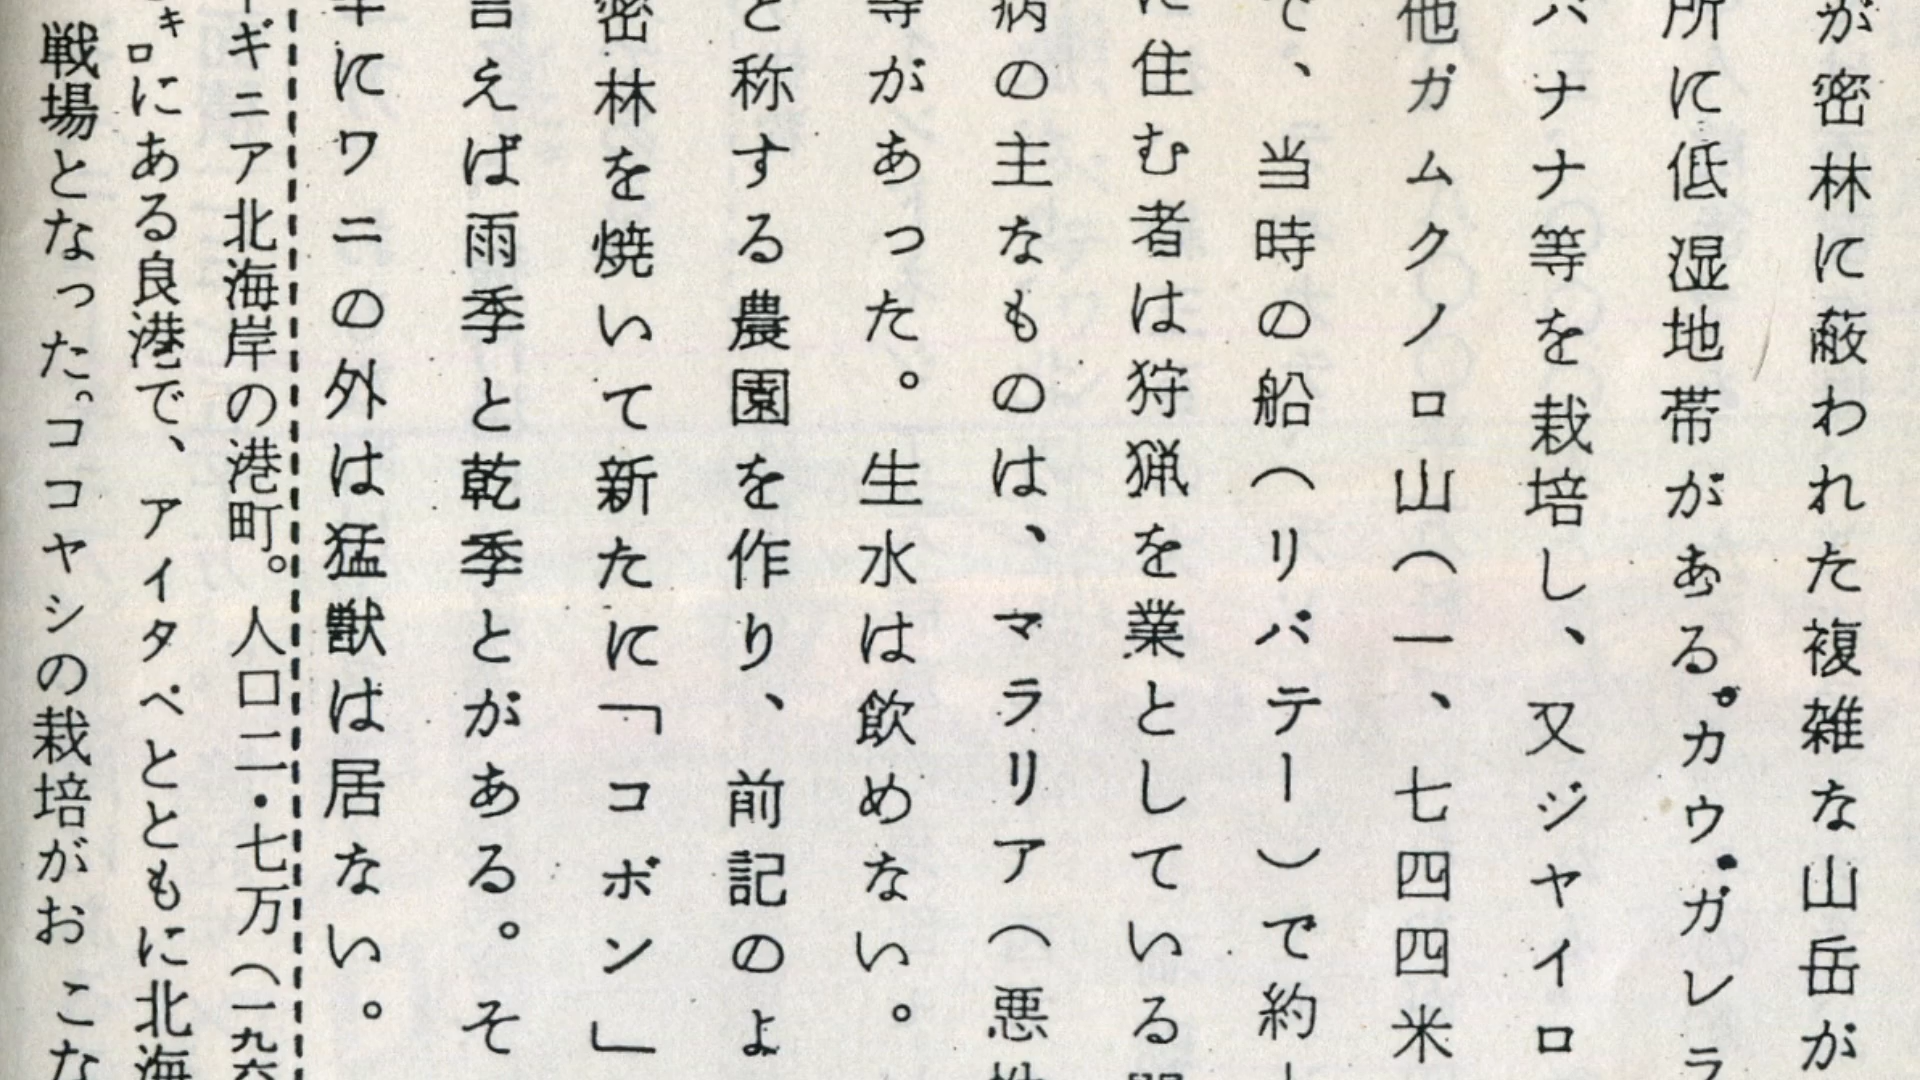 が密林に蔽われた複雑な山岳が
所に低湿地帯がある。カウ・ガレラ
バナナ等を栽培し、又ジャイロ
他ガムクノロ山（一、七四四米
で、当時の船（リバテー）で約
に住む者は狩猟を業としている
病の主なものは、マラリア（悪性
等があった。生水は飲めない。
と称する農園を作り、前記のよ
密林を焼いて新たに「コボン」
言えば雨季と乾季とがある。そ
にワニの外は猛獣は居ない。
ーギニア北海岸の港町。人口二・七万（一九六
キロにある良港で、アイタペとともに北海
戦場となった。ココヤシの栽培がおこな